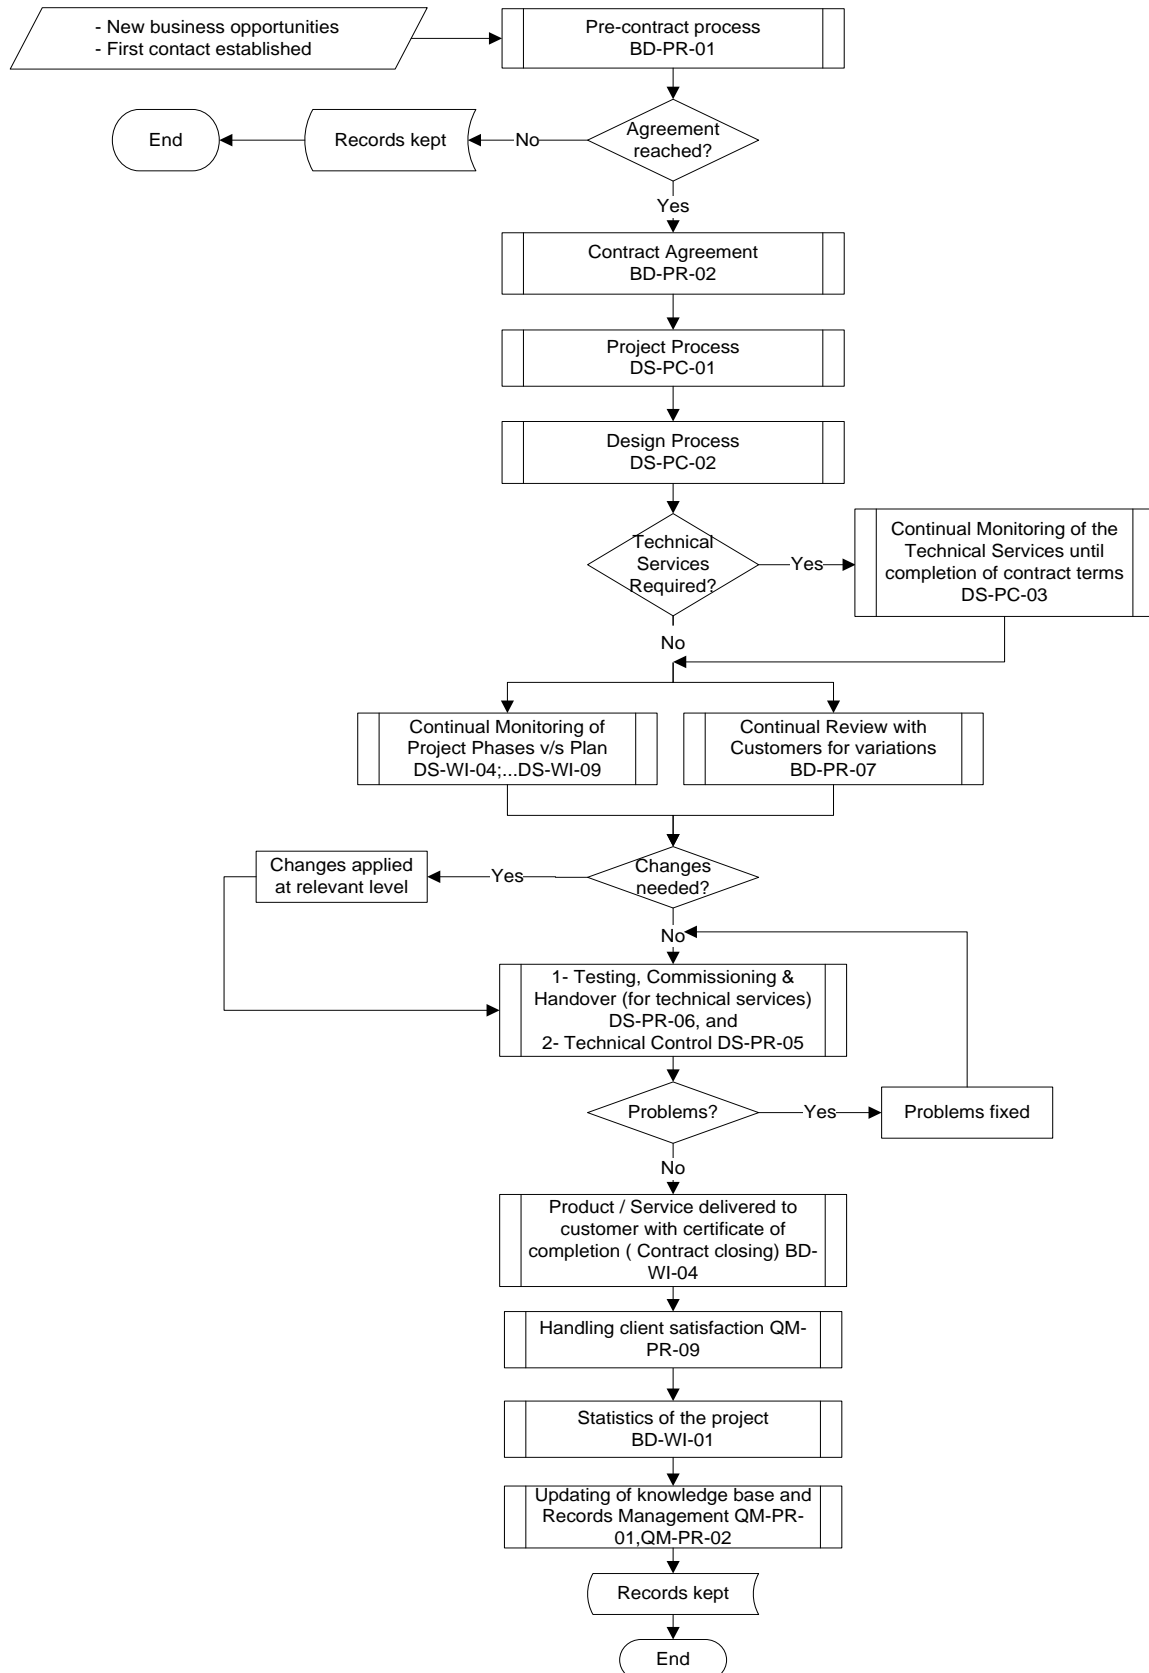 - New business opportunities
- First contact established
Pre-contract process
BD-PR-01
Agreement
reached?
No
Records kept
End
Yes
Contract Agreement
BD-PR-02
Project Process
DS-PC-01
Design Process
DS-PC-02
Technical
Services
Required?
Yes
Continual Monitoring of the
Technical Services until
completion of contract terms
DS-PC-03
No
Continual Monitoring of
Project Phases v/s Plan
DS-WI-04;...DS-WI-09
Continual Review with
Customers for variations
BD-PR-07
Changes
needed?
Yes
Changes applied
at relevant level
No
1- Testing, Commissioning &
Handover (for technical services)
DS-PR-06, and
2- Technical Control DS-PR-05
Problems?
Yes
Problems fixed
No
Product / Service delivered to
customer with certificate of
completion ( Contract closing) BD-
WI-04
Handling client satisfaction QM-
PR-09
Statistics of the project
BD-WI-01
Updating of knowledge base and
Records Management QM-PR-
01,QM-PR-02
Records kept
End